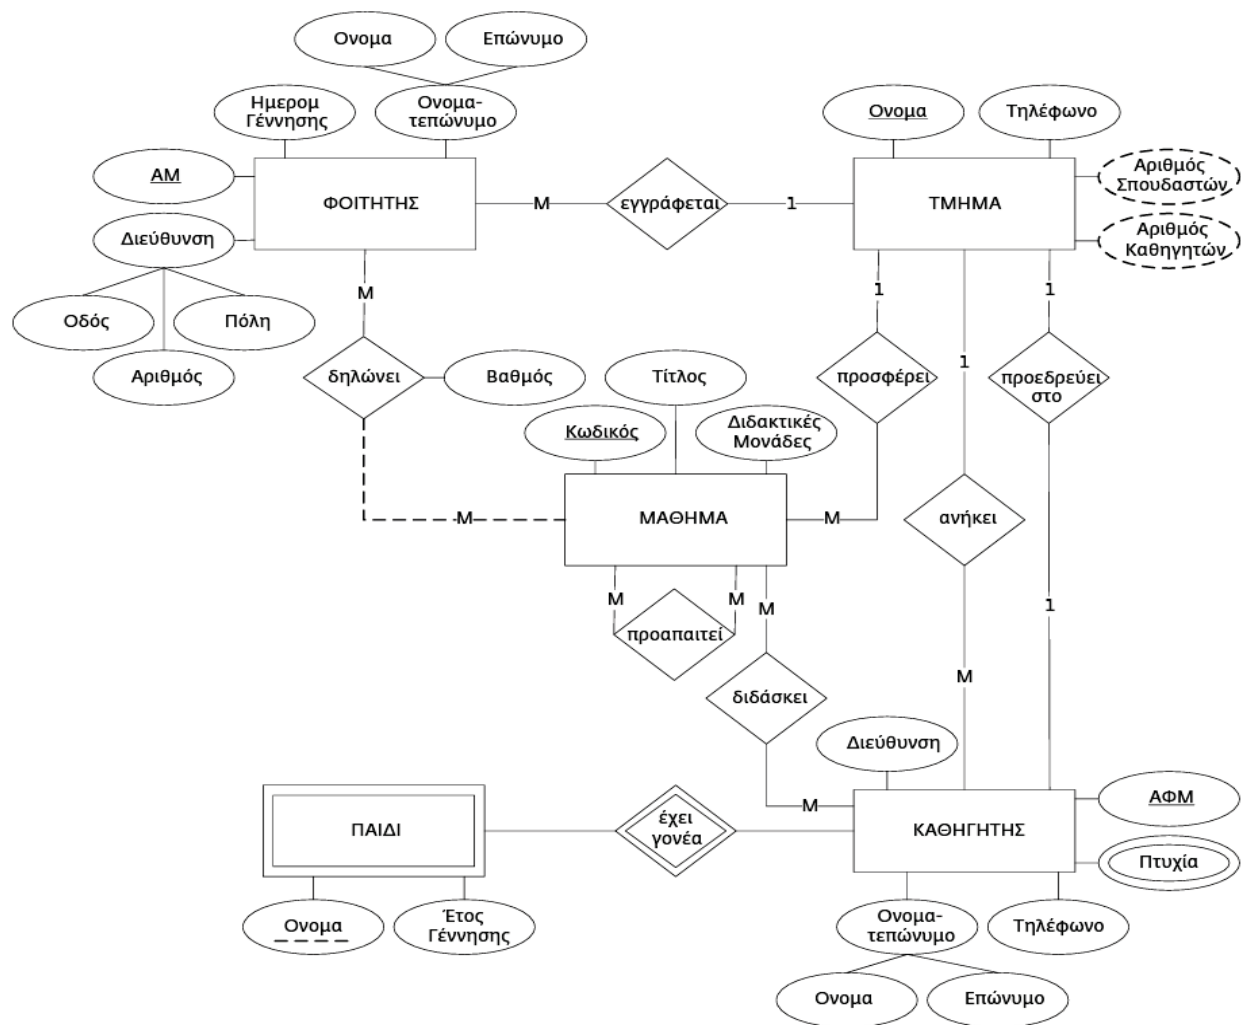 Ονομα
Επώνυμο
Ημερομ
Γέννησης
Ονομα-
τεπώνυμο
Ονομα
Τηλέφωνο
ΑΜ
Αριθμός
Σπουδαστών
ΦΟΙΤΗΤΗΣ
Μ
εγγράφεται
1
ΤΜΗΜΑ
Διεύθυνση
Αριθμός
Καθηγητών
Μ
1
1
Οδός
Πόλη
1
Αριθμός
δηλώνει
Βαθμός
Τίτλος
προσφέρει
προεδρεύει
στο
Κωδικός
Διδακτικές
Μονάδες
Μ
ΜΑΘΗΜΑ
Μ
ανήκει
Μ
Μ
Μ
1
προαπαιτεί
Μ
διδάσκει
Διεύθυνση
ΑΦΜ
Μ
ΠΑΙΔΙ
έχει
γονέα
ΚΑΘΗΓΗΤΗΣ
Πτυχία
Ονομα
Έτος
Γέννησης
Ονομα-
τεπώνυμο
Τηλέφωνο
Ονομα
Επώνυμο